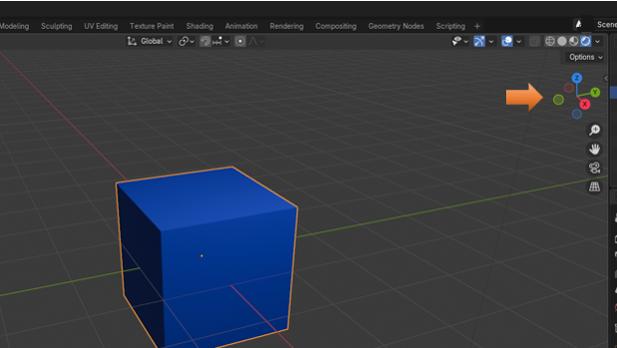 Modeling Sculpting UV Editing Texture Paint Shading Animation Rendering Compositing Geometry Nodes Scripting + Scene
Global
Options
Z
Y
X